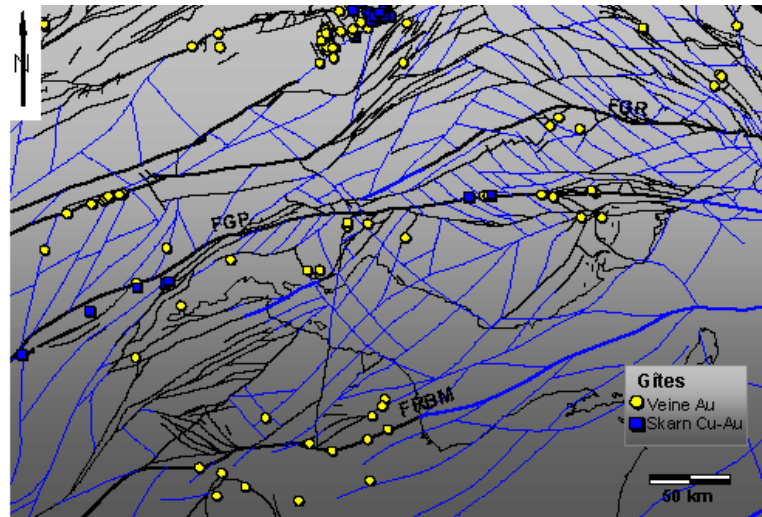 N
FGR
FGP
FRBM
Gîtes
Veine Au
Skarn Cu-Au
50 km